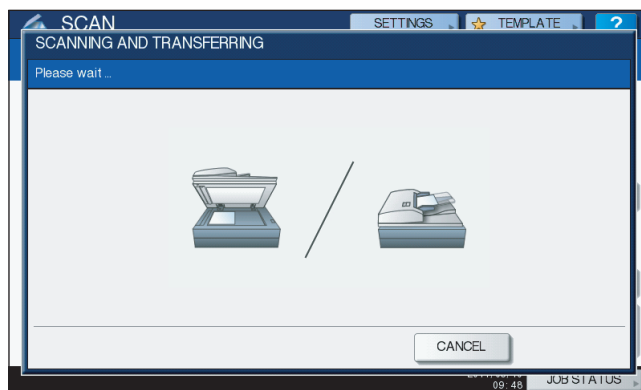 SCAN
SETTINGS
TEMPLATE
?
SCANNING AND TRANSFERRING
Please wait ...
CANCEL
09:48
JOB STATUS